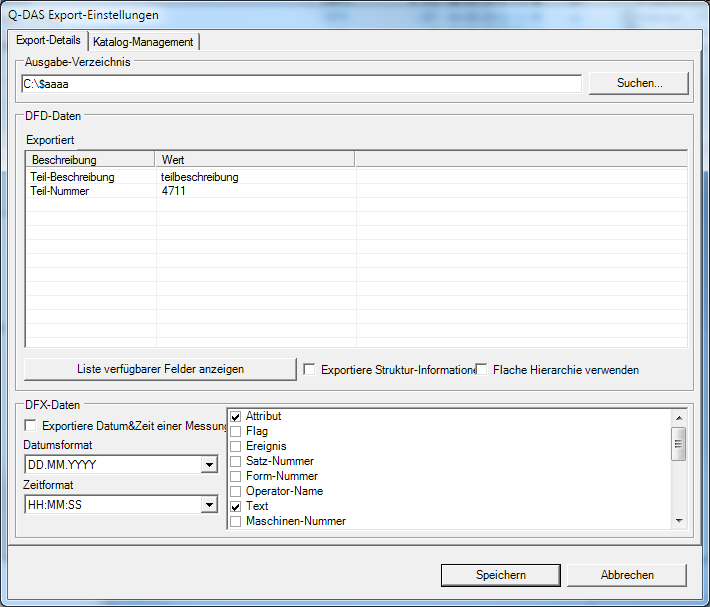 Q-DAS Export-Einstellungen
Export-Details Katalog-Management
Ausgabe-Verzeichnis
C:\$aaaa Suchen...
DFD-Daten
Exportiert
Beschreibung Wert
Teil-Beschreibung teilbeschreibung
Teil-Nummer 4711
Liste verfügbarer Felder anzeigen Exportiere Struktur-Informatione Flache Hierarchie verwenden
DFX-Daten
Exportiere Datum&Zeit einer Messung
Datumsformat
DD.MM.YYYY
Zeitformat
HH:MM:SS
Attribut
Flag
Ereignis
Satz-Nummer
Form-Nummer
Operator-Name
Text
Maschinen-Nummer
Speichern Abbrechen